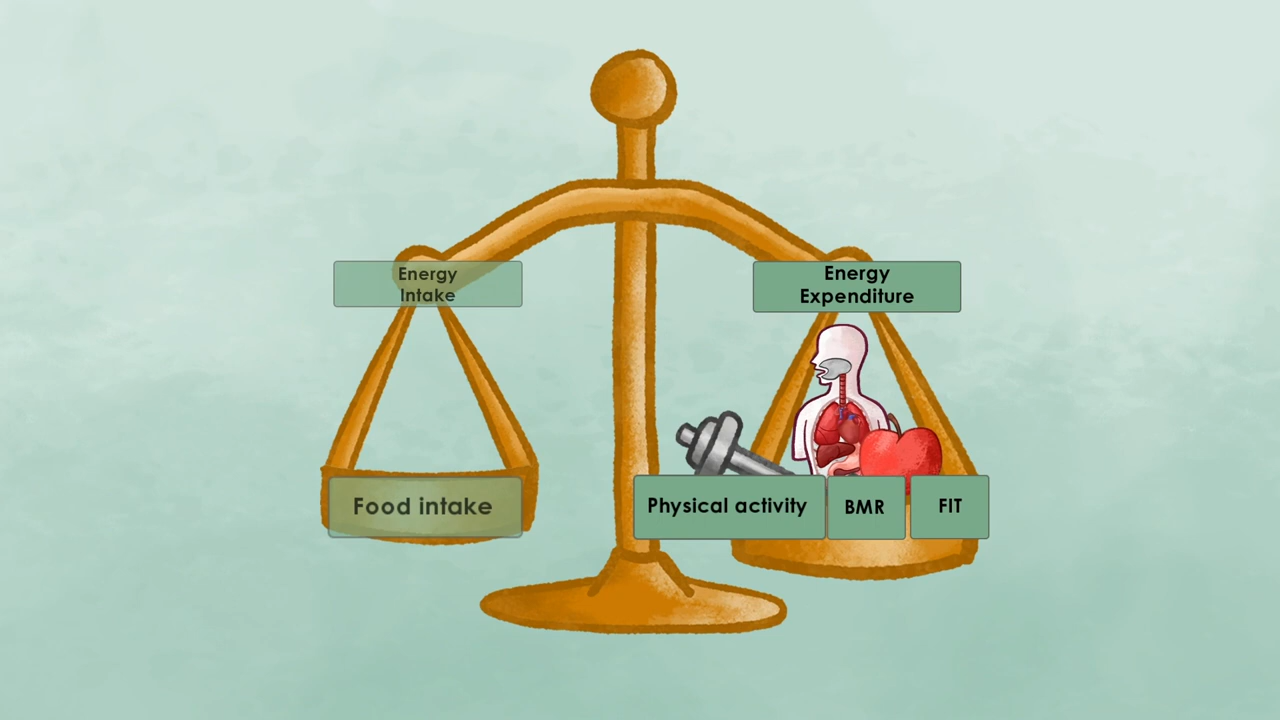 Energy
Intake
Energy
Expenditure
Food intake
Physical activity
BMR
FIT